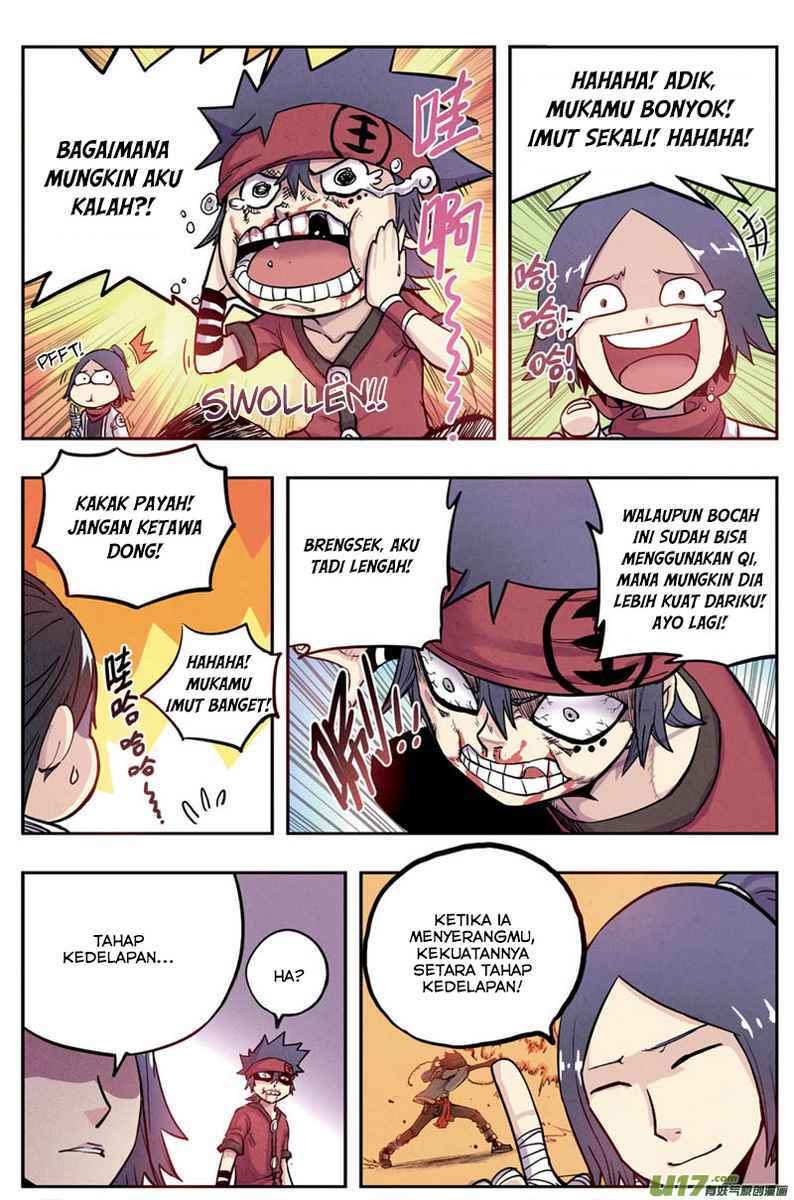 BAGAIMANA
MUNGKIN AKU
KALAH?!
哇
啊
王
PFFT!
SWOLLEN!!
HAHAHA! ADIK,
MUKAMU BONYOK!
IMUT SEKALI! HAHAHA!
哈!
哈!
哈!
KAKAK PAYAH!
JANGAN KETAWA
DONG!
HAHAHA!
MUKAMU
IMUT BANGET!
哇
哈
哈
哈
BRENGSEK, AKU
TADI LENGAH!
WALAUPUN BOCAH
INI SUDAH BISA
MENGGUNAKAN QI,
MANA MUNGKIN DIA
LEBIH KUAT DARIKU!
AYO LAGI!
TAHAP
KEDELAPAN...
HA?
KETIKA IA
MENYERANGMU,
KEKUATANNYA
SETARA TAHAP
KEDELAPAN!
U17.com
有妖气原创漫画